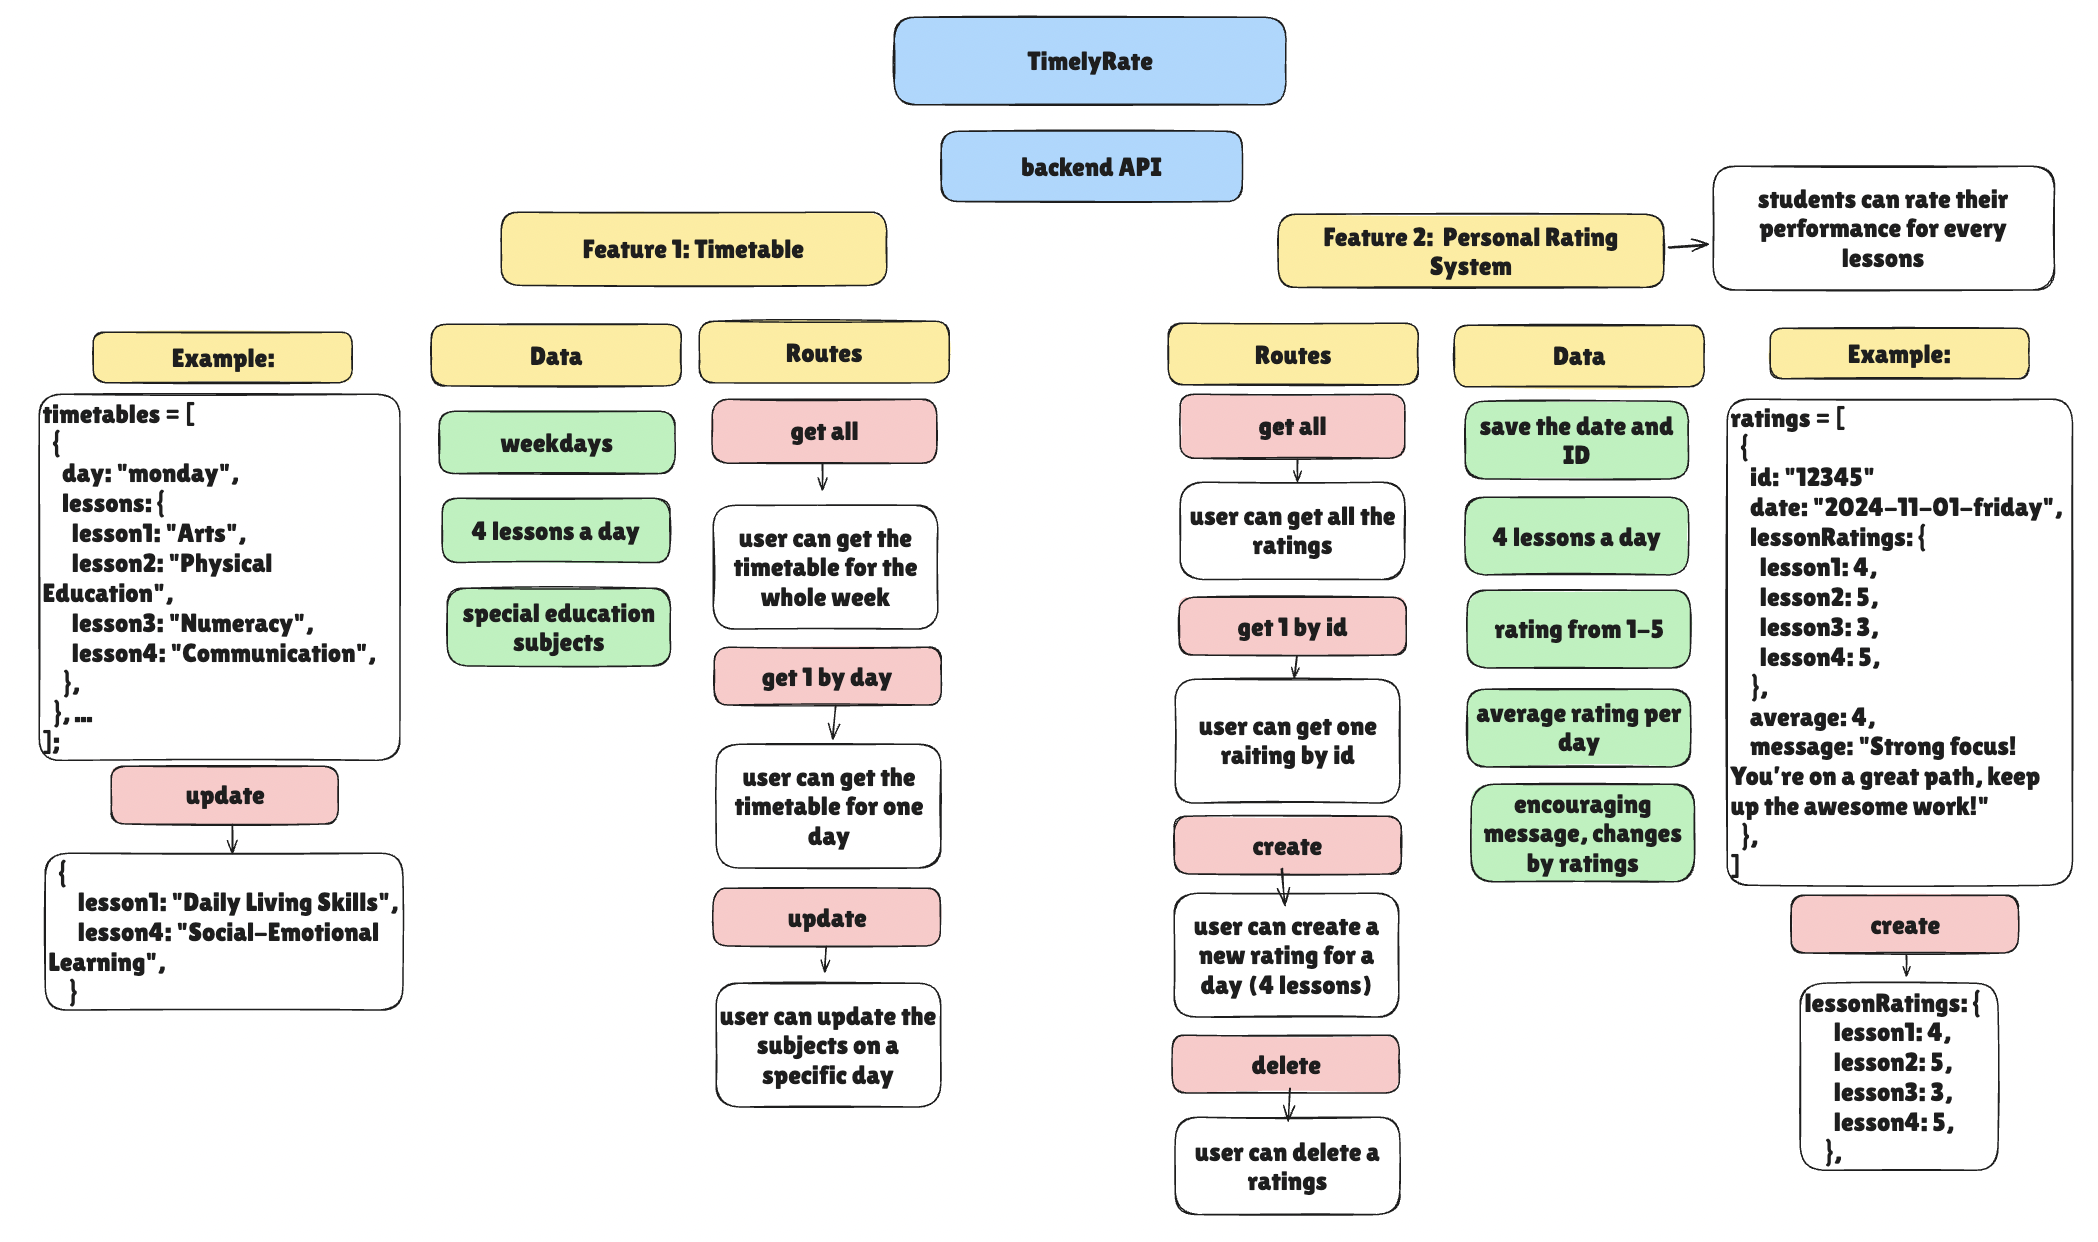 TimelyRate
backend API
Feature 1: Timetable
Example:
timetables = [
{
day: "monday",
lessons: {
lesson1: "Arts",
lesson2: "Physical
Education",
lesson3: "Numeracy",
lesson4: "Communication",
},
}, ...
];
update
{
lesson1: "Daily Living Skills",
lesson4: "Social-Emotional
Learning",
}
Data
weekdays
4 lessons a day
special education
subjects
Routes
get all
user can get the
timetable for the
whole week
get 1 by day
user can get the
timetable for one
day
update
user can update the
subjects on a
specific day
Feature 2: Personal Rating
System
students can rate their
performance for every
lessons
Routes
get all
user can get all the
ratings
get 1 by id
user can get one
raiting by id
create
user can create a
new rating for a
day (4 lessons)
delete
user can delete a
ratings
Data
save the date and
ID
4 lessons a day
rating from 1-5
average rating per
day
encouraging
message, changes
by ratings
Example:
ratings = [
{
id: "12345"
date: "2024-11-01-friday",
lessonRatings: {
lesson1: 4,
lesson2: 5,
lesson3: 3,
lesson4: 5,
},
average: 4,
message: "Strong focus!
You're on a great path, keep
up the awesome work!"
},
]
create
lessonRatings: {
lesson1: 4,
lesson2: 5,
lesson3: 3,
lesson4: 5,
},